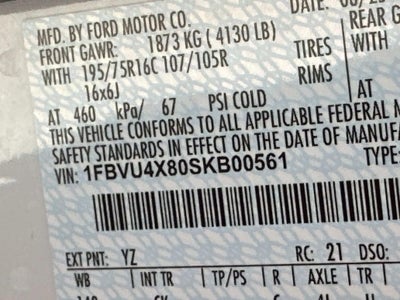 MFD. BY FORD MOTOR CO. DATE:
FRONT GAWR: 1873 KG ( 4130 LB) REAR G
WITH 195/75R16C 107/105R TIRES WITH
16x6J RIMS
AT 460 kPa/ 67 PSI COLD AT
THIS VEHICLE CONFORMS TO ALL APPLICABLE FEDERAL M
SAFETY STANDARDS IN EFFECT ON THE DATE OF MANUFA
VIN: 1FBVU4X80SKB00561 TYPE:
EXT PNT: YZ RC: 21 DSO:
WB INT TR TP/PS R AXLE TR